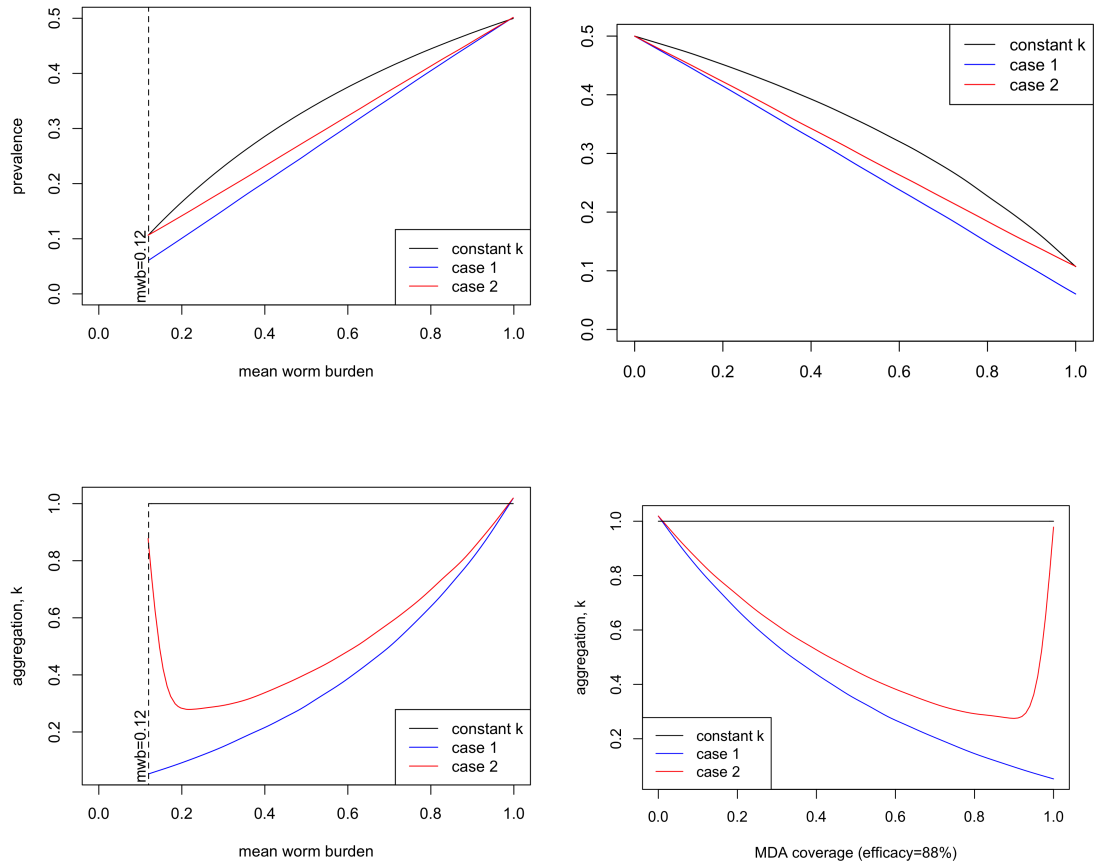 prevalence
0.0 0.1 0.2 0.3 0.4 0.5
mwb=0.12
constant k
case 1
case 2
0.0 0.2 0.4 0.6 0.8 1.0
mean worm burden
0.0 0.1 0.2 0.3 0.4 0.5
constant k
case 1
case 2
0.0 0.2 0.4 0.6 0.8 1.0
aggregation, k
0.2 0.4 0.6 0.8 1.0
mwb=0.12
constant k
case 1
case 2
0.0 0.2 0.4 0.6 0.8 1.0
mean worm burden
aggregation, k
0.2 0.4 0.6 0.8 1.0
constant k
case 1
case 2
0.0 0.2 0.4 0.6 0.8 1.0
MDA coverage (efficacy=88%)